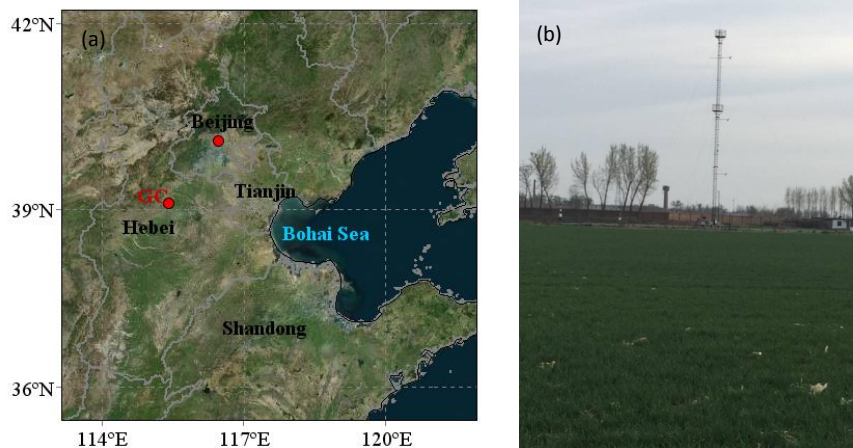 (a)
(b)
42°N
Beijing
GC
Tianjin
39°N
Hebei
Bohai Sea
Shandong
36°N
114°E
117°E
120°E